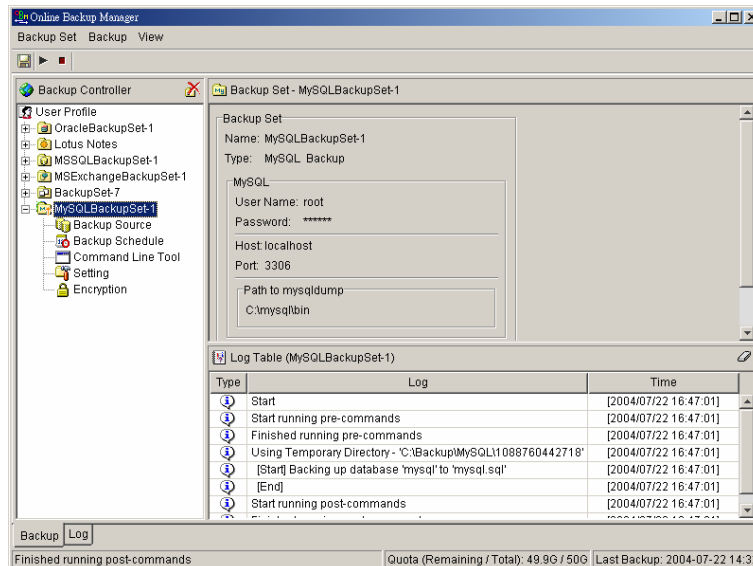 Online Backup Manager
Backup Set Backup View
Backup Controller
User Profile
OracleBackupSet-1
Lotus Notes
MSSQLBackupSet-1
MSExchangeBackupSet-1
BackupSet-7
MySQLBackupSet-1
Backup Source
Backup Schedule
Command Line Tool
Setting
Encryption
Backup Set - MySQLBackupSet-1
Backup Set
Name: MySQLBackupSet-1
Type: MySQL Backup
MySQL
User Name: root
Password: ******
Host: localhost
Port: 3306
Path to mysqldump
C:\mysql\bin
Log Table (MySQLBackupSet-1)
Type Log Time
Start [2004/07/22 16:47:01]
Start running pre-commands [2004/07/22 16:47:01]
Finished running pre-commands [2004/07/22 16:47:01]
Using Temporary Directory - 'C:\Backup\MySQL\1088760442718' [2004/07/22 16:47:01]
[Start] Backing up database 'mysql' to 'mysql.sql' [2004/07/22 16:47:01]
[End] [2004/07/22 16:47:01]
Start running post-commands [2004/07/22 16:47:01]
Backup Log
Finished running post-commands Quota (Remaining / Total): 49.9G / 50G Last Backup: 2004-07-22 14:3